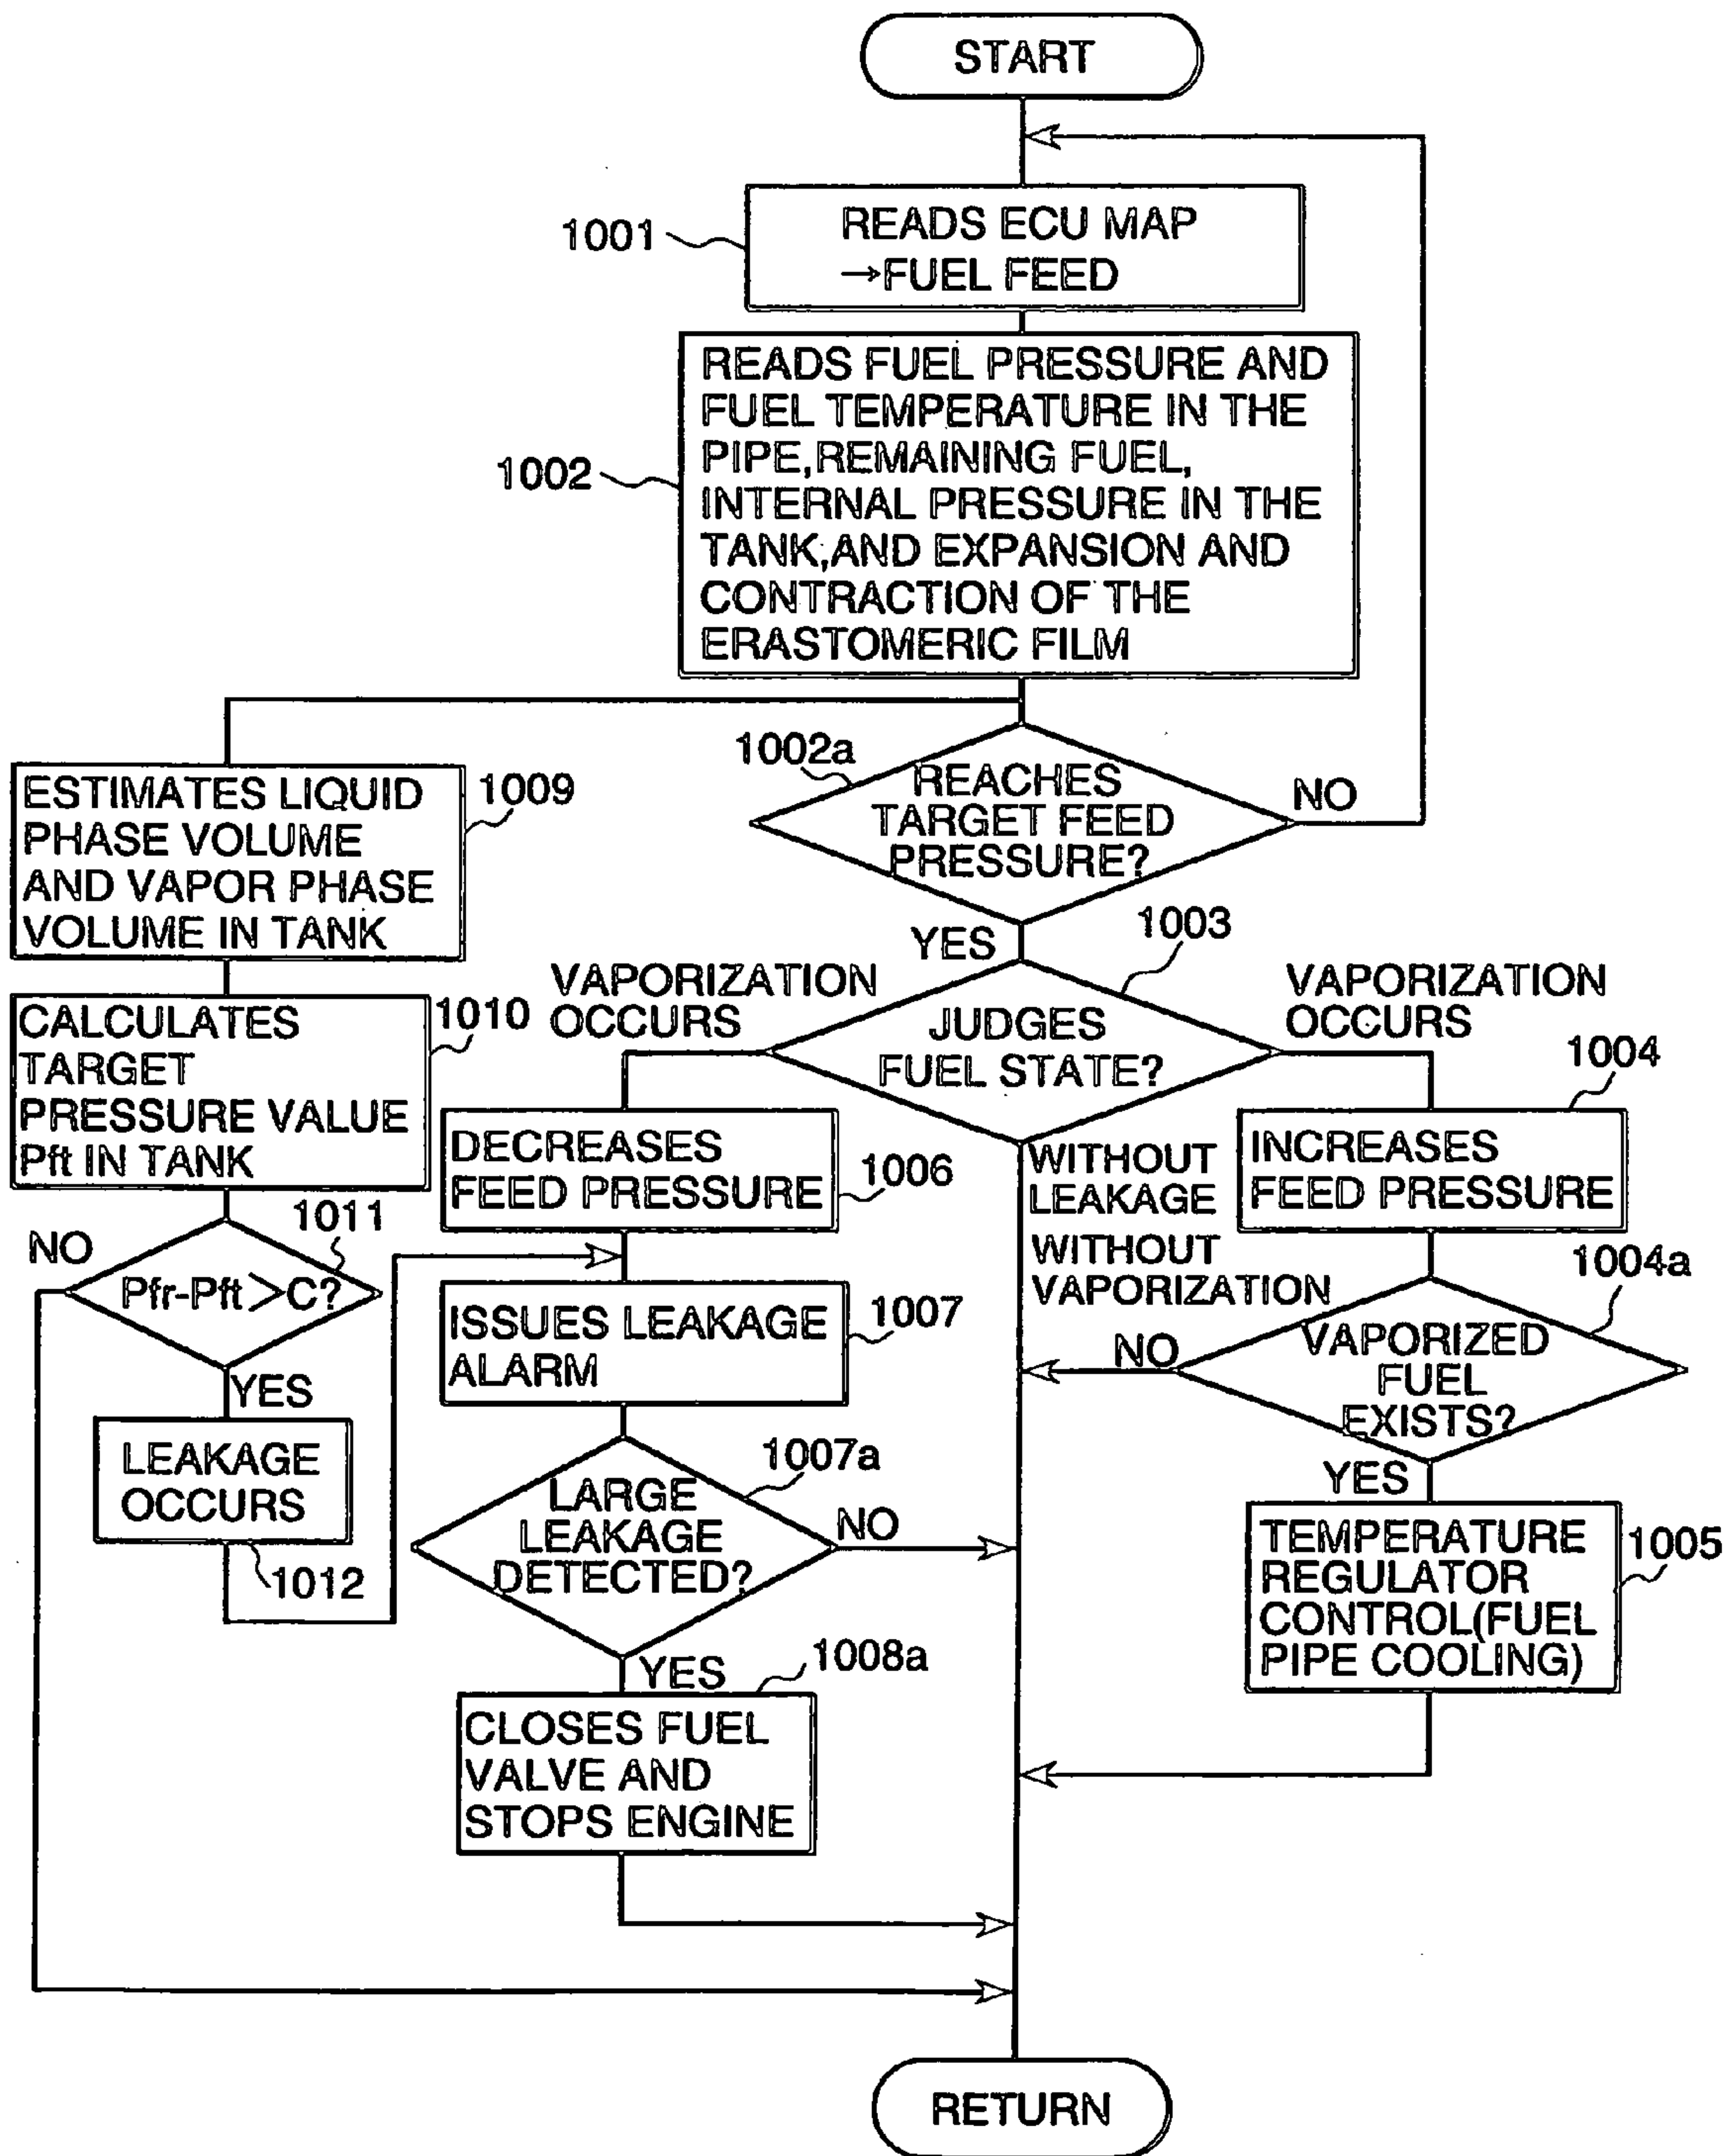 START
1001
READS ECU MAP
→FUEL FEED
1002
READS FUEL PRESSURE AND
FUEL TEMPERATURE IN THE
PIPE,REMAINING FUEL,
INTERNAL PRESSURE IN THE
TANK,AND EXPANSION AND
CONTRACTION OF THE
ERASTOMERIC FILM
1002a
REACHES
TARGET FEED
PRESSURE?
NO
YES
ESTIMATES LIQUID
PHASE VOLUME
AND VAPOR PHASE
VOLUME IN TANK
1009
CALCULATES
TARGET
PRESSURE VALUE
Pft IN TANK
1010
1011
NO
Pfr-Pft>C?
YES
LEAKAGE
OCCURS
1012
1003
JUDGES
FUEL STATE?
VAPORIZATION
OCCURS
VAPORIZATION
OCCURS
DECREASES
FEED PRESSURE
1006
ISSUES LEAKAGE
ALARM
1007
1007a
LARGE
LEAKAGE
DETECTED?
NO
YES
1008a
CLOSES FUEL
VALVE AND
STOPS ENGINE
WITHOUT
LEAKAGE
WITHOUT
VAPORIZATION
1004
INCREASES
FEED PRESSURE
1004a
VAPORIZED
FUEL
EXISTS?
NO
YES
TEMPERATURE
REGULATOR
CONTROL(FUEL
PIPE COOLING)
1005
RETURN